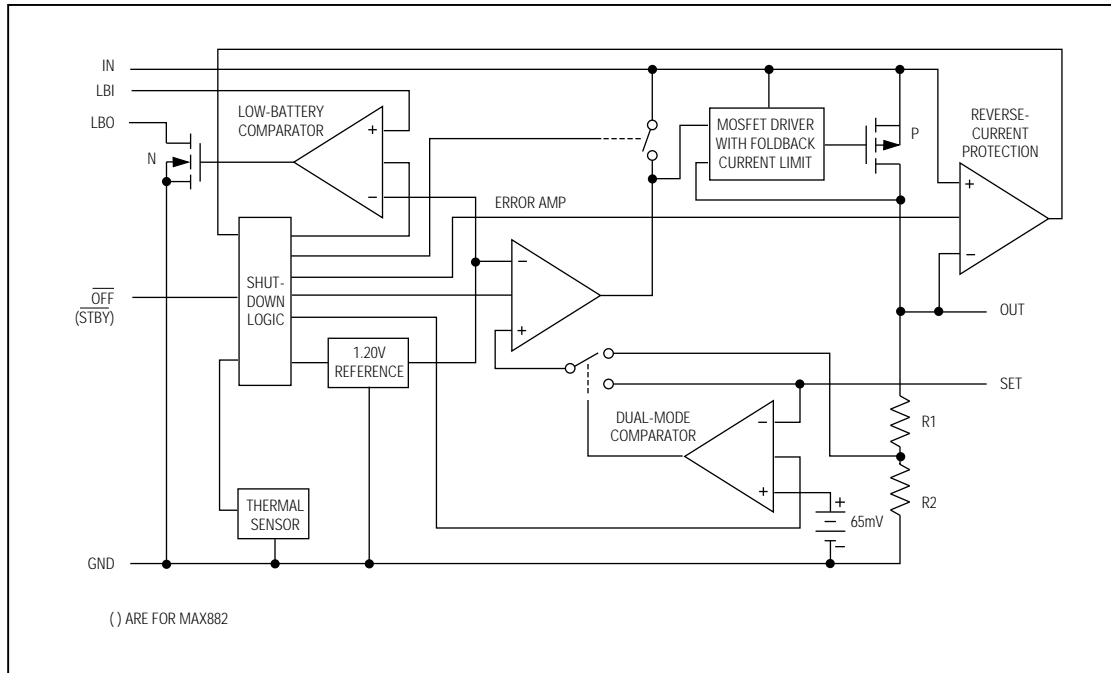 IN
LBI
LBO
LOW-BATTERY
COMPARATOR
+
−
N
MOSFET DRIVER
WITH FOLDBACK
CURRENT LIMIT
P
REVERSE-
CURRENT
PROTECTION
+
−
ERROR AMP
−
+
SHUT-
DOWN
LOGIC
OFF
(STBY)
1.20V
REFERENCE
OUT
SET
DUAL-MODE
COMPARATOR
−
+
R1
R2
+
65mV
−
THERMAL
SENSOR
GND
( ) ARE FOR MAX882